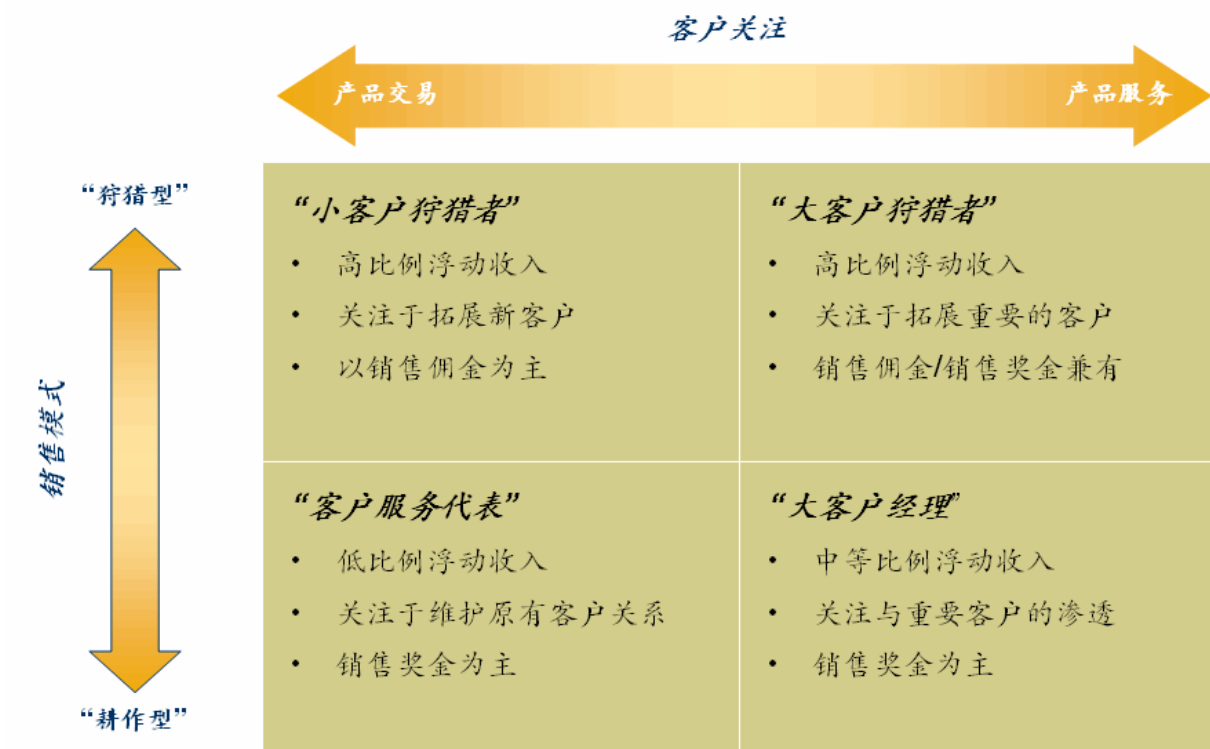 客户关注
产品交易
产品服务
“狩猎型”
销售模式
“耕作型”
“小客户狩猎者”
• 高比例浮动收入
• 关注于拓展新客户
• 以销售佣金为主
“大客户狩猎者”
• 高比例浮动收入
• 关注于拓展重要的客户
• 销售佣金/销售奖金兼有
“客户服务代表”
• 低比例浮动收入
• 关注于维护原有客户关系
• 销售奖金为主
“大客户经理”
• 中等比例浮动收入
• 关注与重要客户的渗透
• 销售奖金为主